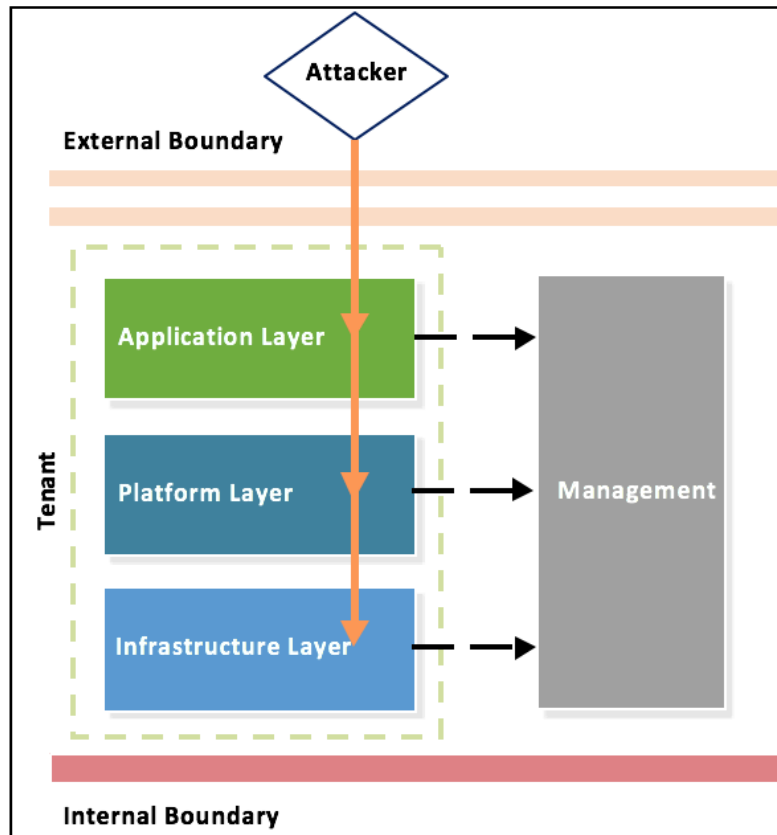 Attacker
External Boundary
Application Layer
Tenant
Platform Layer
Management
Infrastructure Layer
Internal Boundary